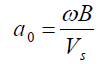 a₀ = ωB / Vₛ